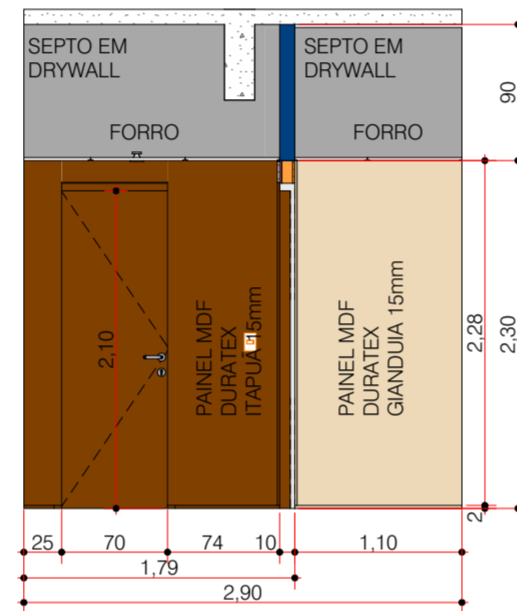 SEPTO EM
DRYWALL
SEPTO EM
DRYWALL
90
FORRO
FORRO
2,10
PAINEL MDF
DURATEX
ITAPUÃ 15mm
PAINEL MDF
DURATEX
GIANDUIA 15mm
2,28
2,30
2
25
70
74
10
1,10
1,79
2,90